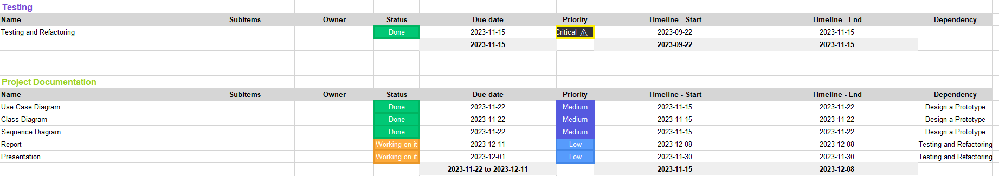 Testing
Name Subitems Owner Status Due date Priority Timeline - Start Timeline - End Dependency
Testing and Refactoring Done 2023-11-15 Critical ⚠ 2023-09-22 2023-11-15
2023-11-15 2023-09-22 2023-11-15
Project Documentation
Name Subitems Owner Status Due date Priority Timeline - Start Timeline - End Dependency
Use Case Diagram Done 2023-11-22 Medium 2023-11-15 2023-11-22 Design a Prototype
Class Diagram Done 2023-11-22 Medium 2023-11-15 2023-11-22 Design a Prototype
Sequence Diagram Done 2023-11-22 Medium 2023-11-15 2023-11-22 Design a Prototype
Report Working on it 2023-12-11 Low 2023-12-08 2023-12-08 Testing and Refactoring
Presentation Working on it 2023-12-01 Low 2023-11-30 2023-11-30 Testing and Refactoring
2023-11-22 to 2023-12-11 2023-11-15 2023-12-08